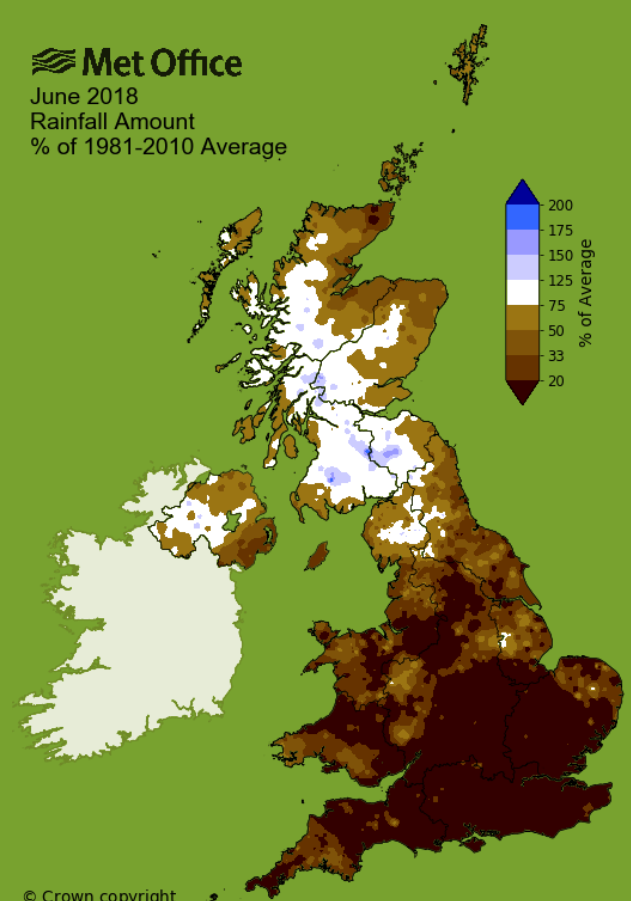 Met Office
June 2018
Rainfall Amount
% of 1981-2010 Average
200
175
150
125
75
50
33
20
% of Average
© Crown copyright